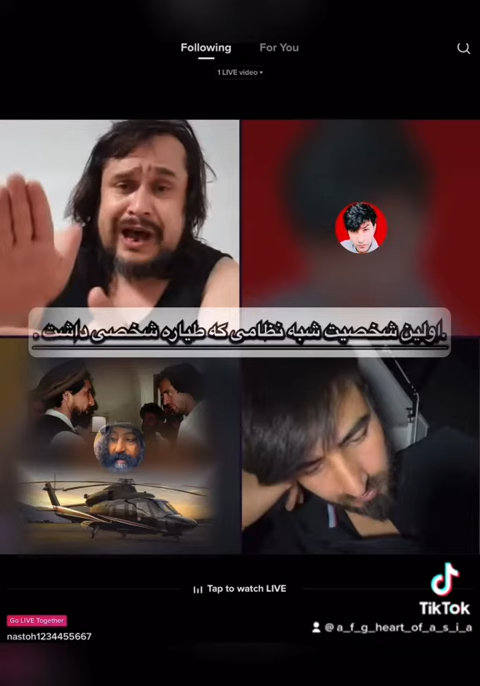 Following For You
1 LIVE video
.اولین شخصیت شبه نظامی که طیاره شخصی داشت .
Tap to watch LIVE
TikTok
Go LIVE Together
@a_f_g_heart_of_a_s_i_a
nastoh1234455667